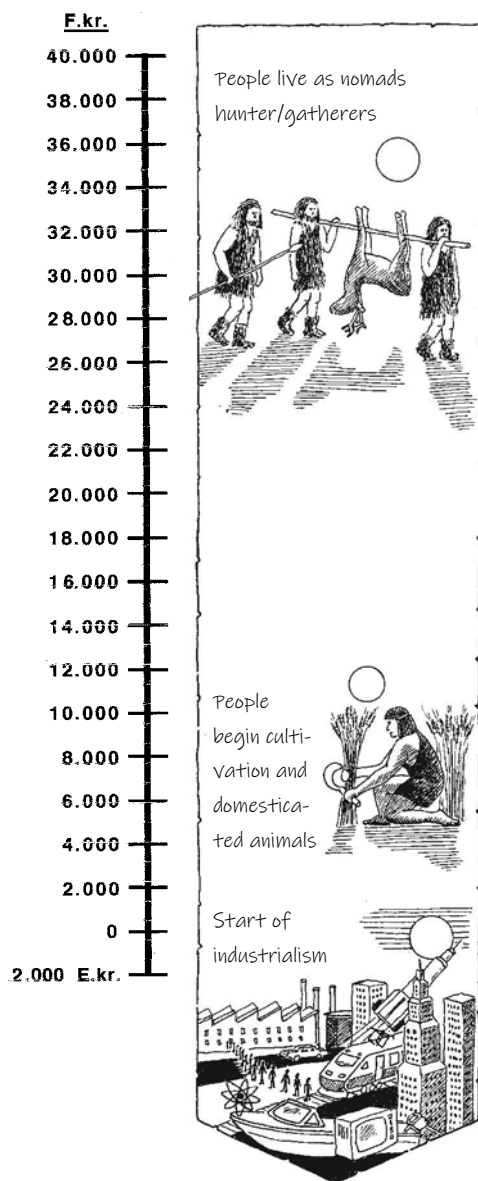 F.kr.
40.000
38.000
36.000
34.000
32.000
30.000
28.000
26.000
24.000
22.000
20.000
18.000
16.000
14.000
12.000
10.000
8.000
6.000
4.000
2.000
0
2.000 E.kr.
People live as nomads
hunter/gatherers
People
begin culti-
vation and
domestica-
ted animals
Start of
industrialism